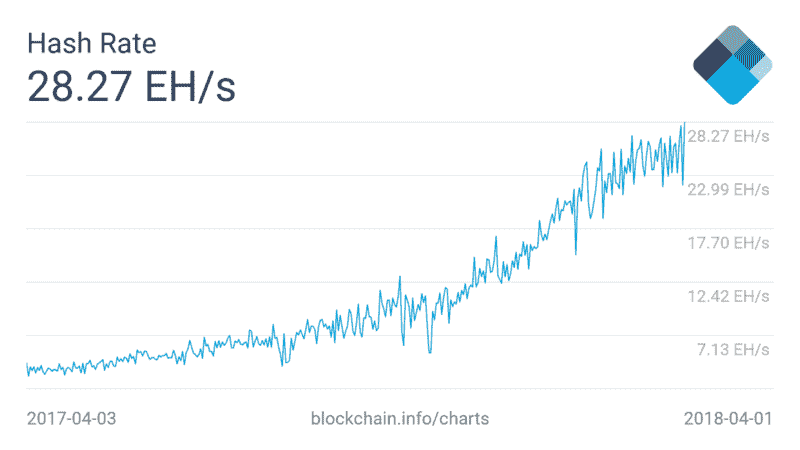 Hash Rate
28.27 EH/s
28.27 EH/s
22.99 EH/s
17.70 EH/s
12.42 EH/s
7.13 EH/s
2017-04-03 blockchain.info/charts 2018-04-01